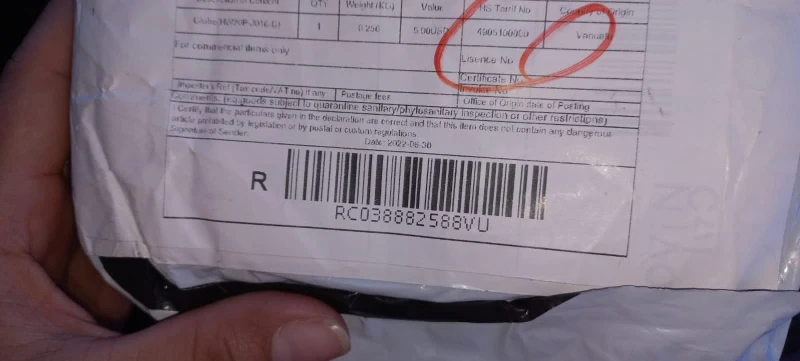 QTY Weight (KG) Value HS Tariff No Country of Origin
1 0.250
For commercial items only
Lisence No
Certificate No
Invoice No
Importer's Ref (Tax code/VAT no) if any Postage fees Office of Origin date of Posting
Comments: (eg goods subject to quarantine sanitary/phytosanitary inspection or other restrictions)
I Certify that the particulars given in the declaration are correct and that this item does not contain any dangerous
article prohibited by legislation or by postal or custom regulations
Signature of Sender:
Date: 2022-06-30
R
RC038882588VU